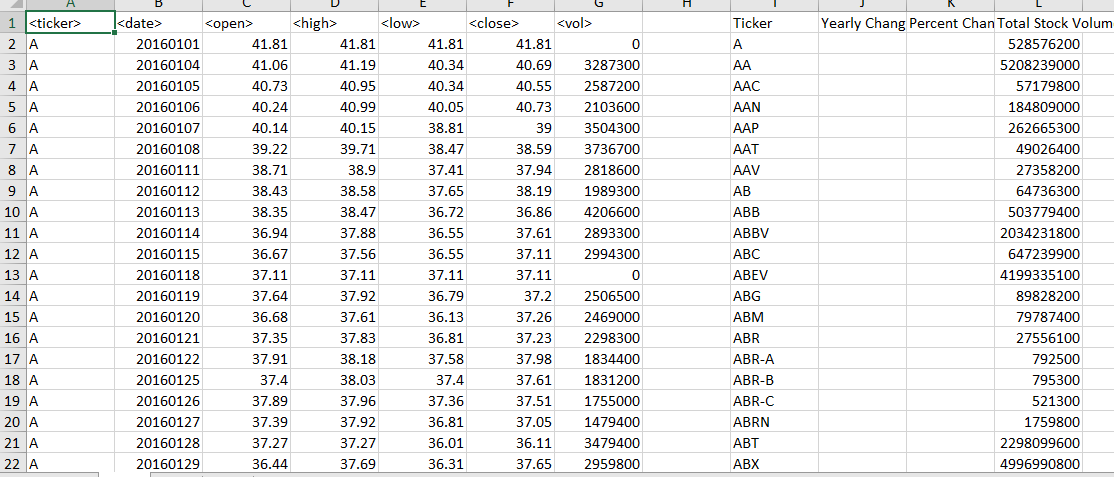 A B C D E F G H I J K L
1 <ticker> <date> <open> <high> <low> <close> <vol> Ticker Yearly Chang Percent Chan Total Stock Volum
2 A 20160101 41.81 41.81 41.81 41.81 0 A 528576200
3 A 20160104 41.06 41.19 40.34 40.69 3287300 AA 5208239000
4 A 20160105 40.73 40.95 40.34 40.55 2587200 AAC 57179800
5 A 20160106 40.24 40.99 40.05 40.73 2103600 AAN 184809000
6 A 20160107 40.14 40.15 38.81 39 3504300 AAP 262665300
7 A 20160108 39.22 39.71 38.47 38.59 3736700 AAT 49026400
8 A 20160111 38.71 38.9 37.41 37.94 2818600 AAV 27358200
9 A 20160112 38.43 38.58 37.65 38.19 1989300 AB 64736300
10 A 20160113 38.35 38.47 36.72 36.86 4206600 ABB 503779400
11 A 20160114 36.94 37.88 36.55 37.61 2893300 ABBV 2034231800
12 A 20160115 36.67 37.56 36.55 37.11 2994300 ABC 647239900
13 A 20160118 37.11 37.11 37.11 37.11 0 ABEV 4199335100
14 A 20160119 37.64 37.92 36.79 37.2 2506500 ABG 89828200
15 A 20160120 36.68 37.61 36.13 37.26 2469000 ABM 79787400
16 A 20160121 37.35 37.83 36.81 37.23 2298300 ABR 27556100
17 A 20160122 37.91 38.18 37.58 37.98 1834400 ABR-A 792500
18 A 20160125 37.4 38.03 37.4 37.61 1831200 ABR-B 795300
19 A 20160126 37.89 37.96 37.36 37.51 1755000 ABR-C 521300
20 A 20160127 37.39 37.92 36.81 37.05 1479400 ABRN 1759800
21 A 20160128 37.27 37.27 36.01 36.11 3479400 ABT 2298099600
22 A 20160129 36.44 37.69 36.31 37.65 2959800 ABX 4996990800